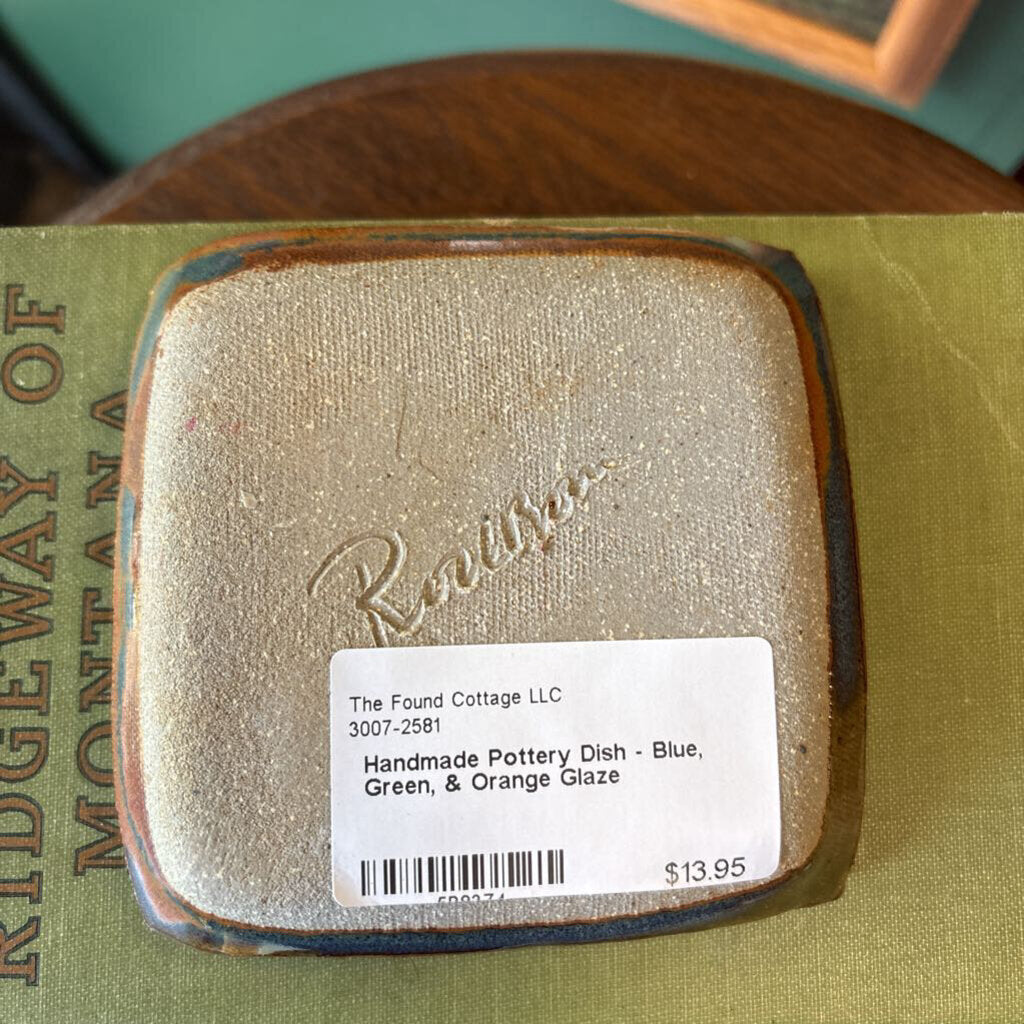 RIDGEWAY OF
MONTANA
The Found Cottage LLC
3007-2581
Handmade Pottery Dish - Blue,
Green, & Orange Glaze
$13.95